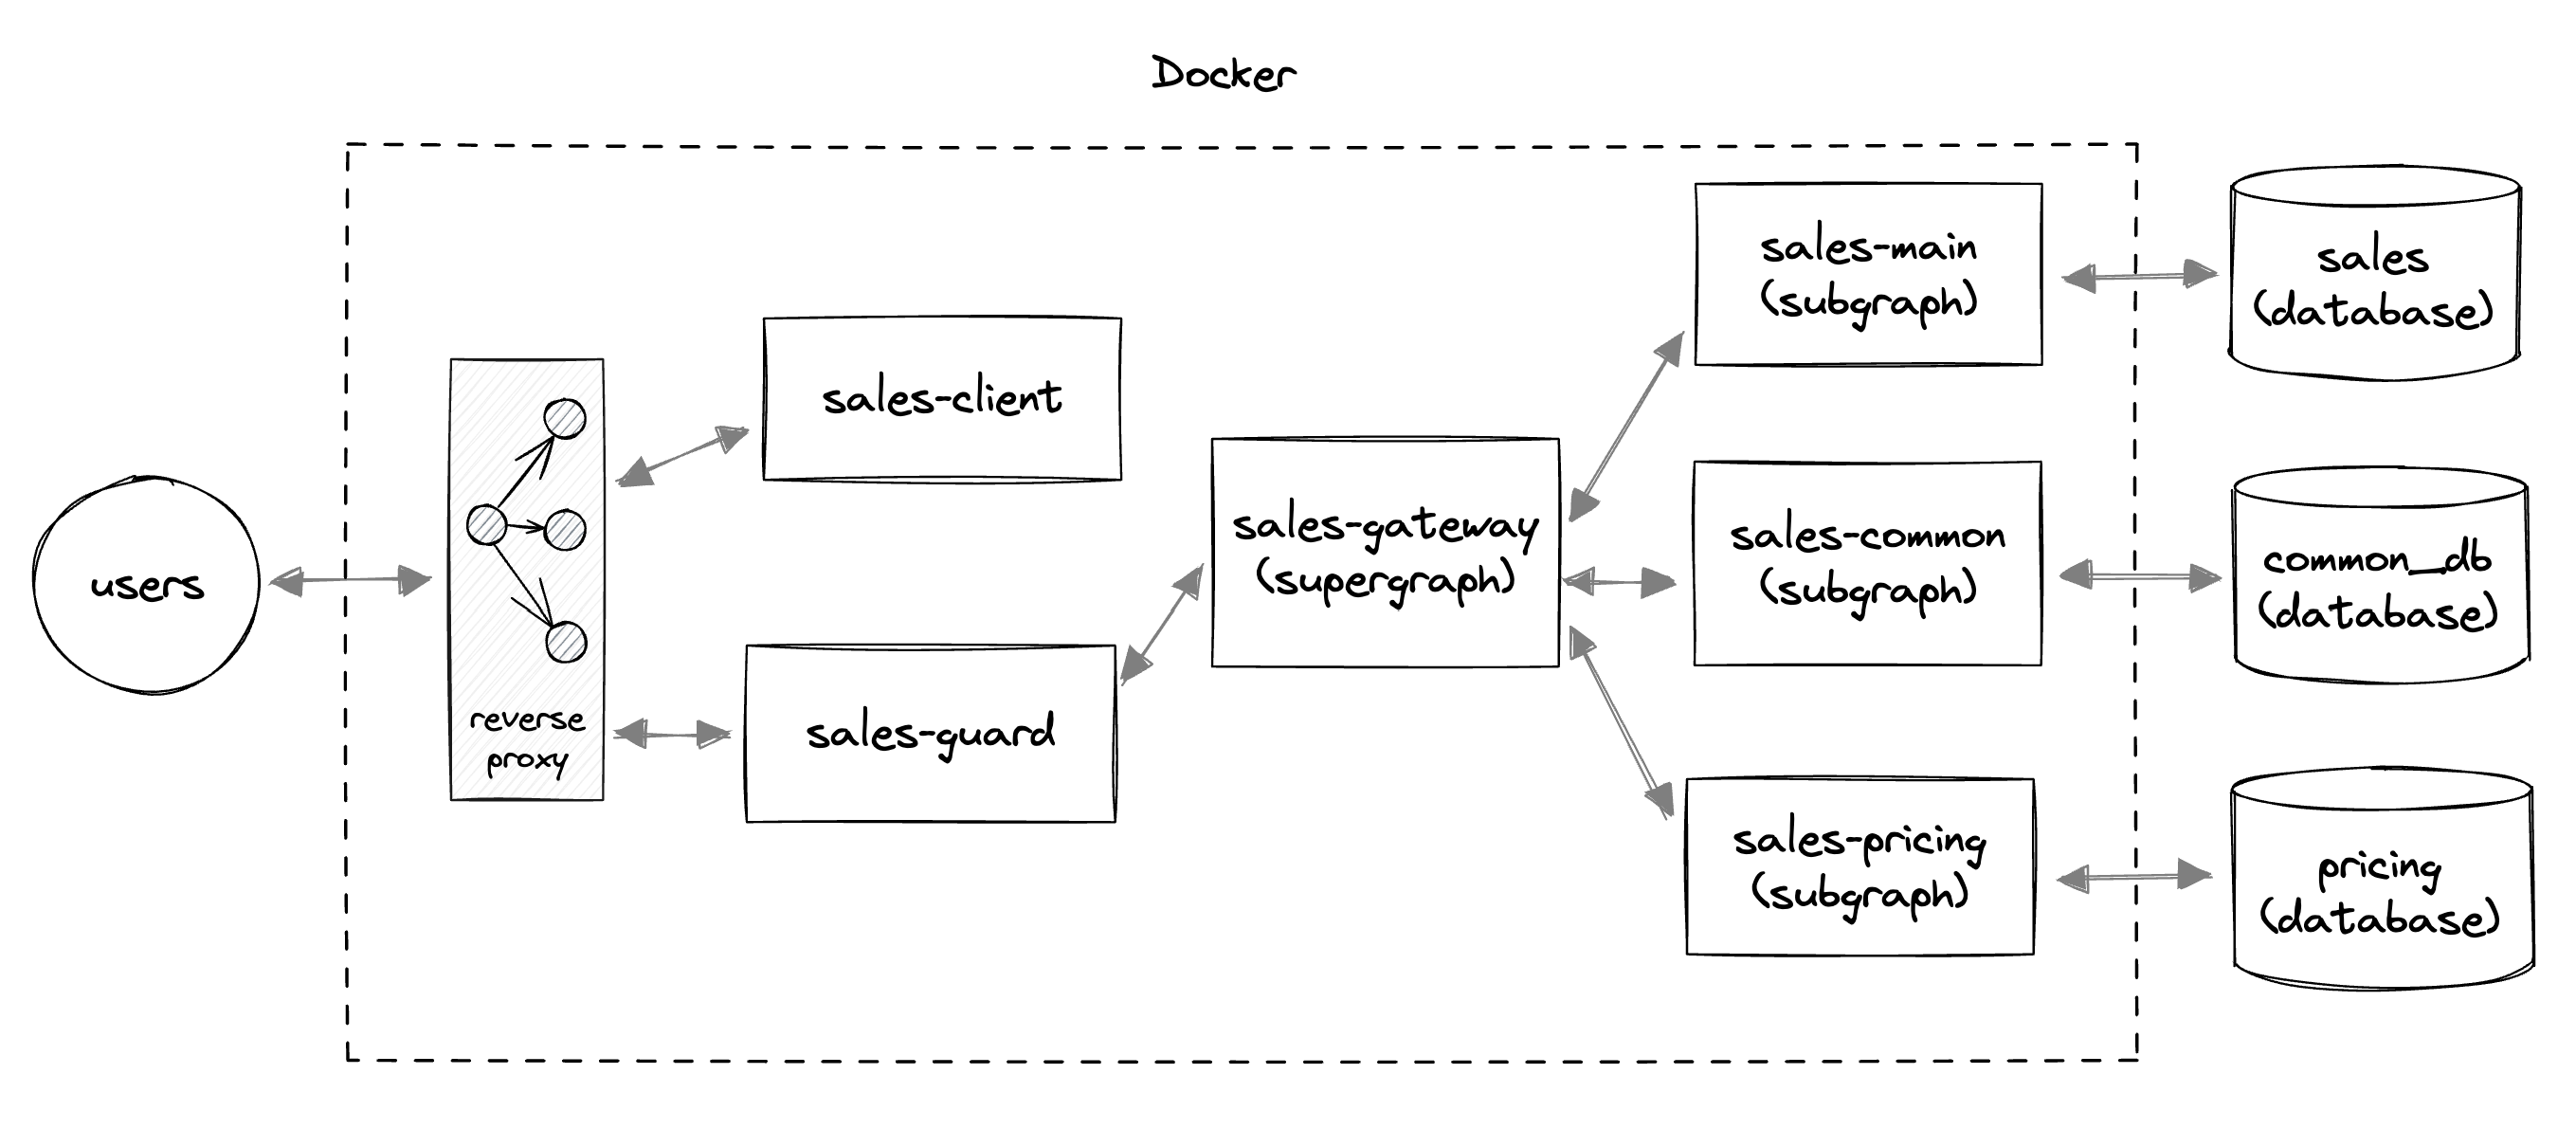 Docker
users
reverse
proxy
sales-client
sales-guard
sales-gateway
(supergraph)
sales-main
(subgraph)
sales-common
(subgraph)
sales-pricing
(subgraph)
sales
(database)
common_db
(database)
pricing
(database)